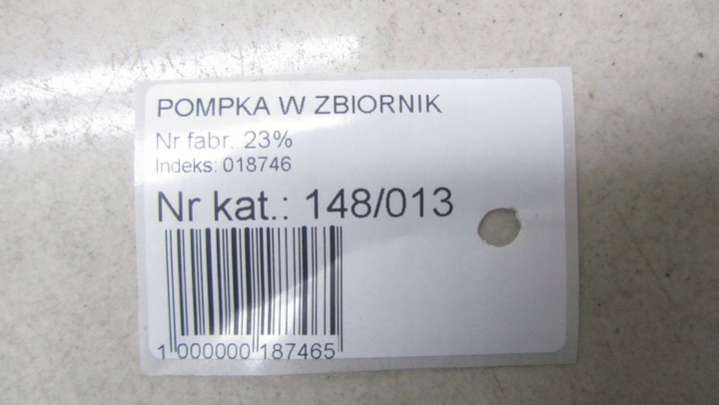 POMPKA W ZBIORNIK
Nr fabr. 23%
Indeks: 018746
Nr kat.: 148/013
1 000000 187465